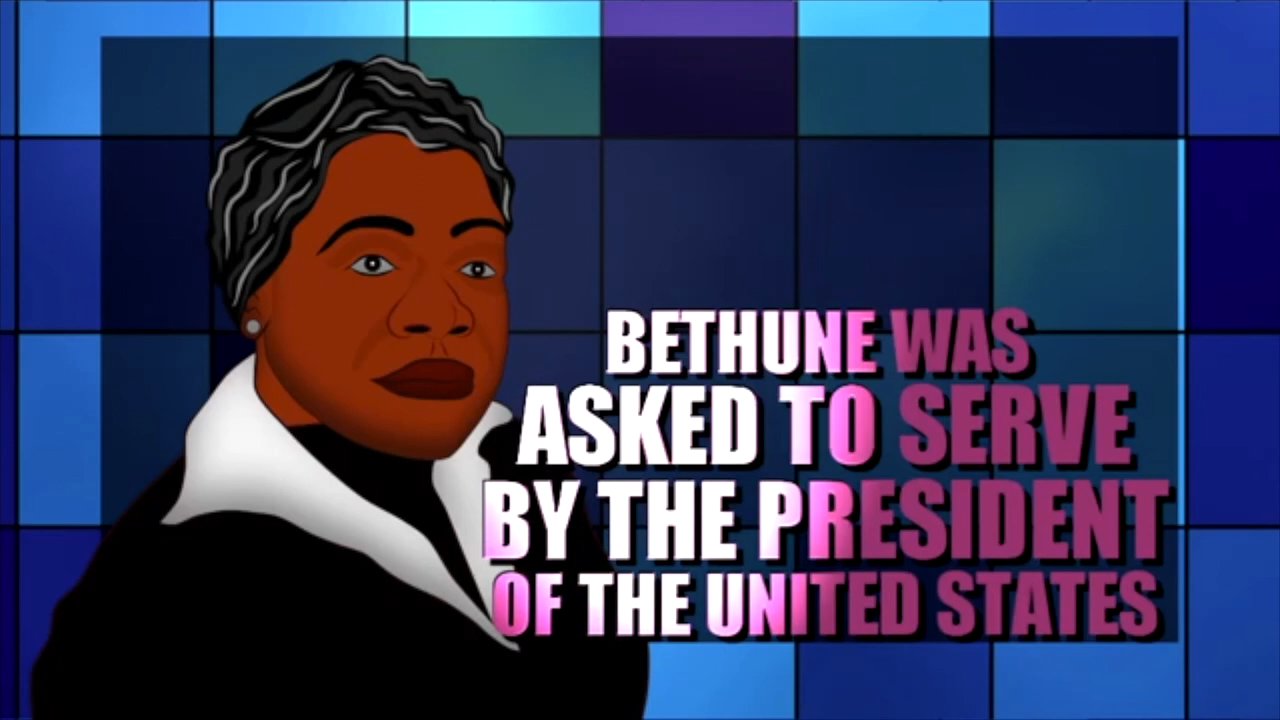 BETHUNE WAS
ASKED TO SERVE
BY THE PRESIDENT
OF THE UNITED STATES